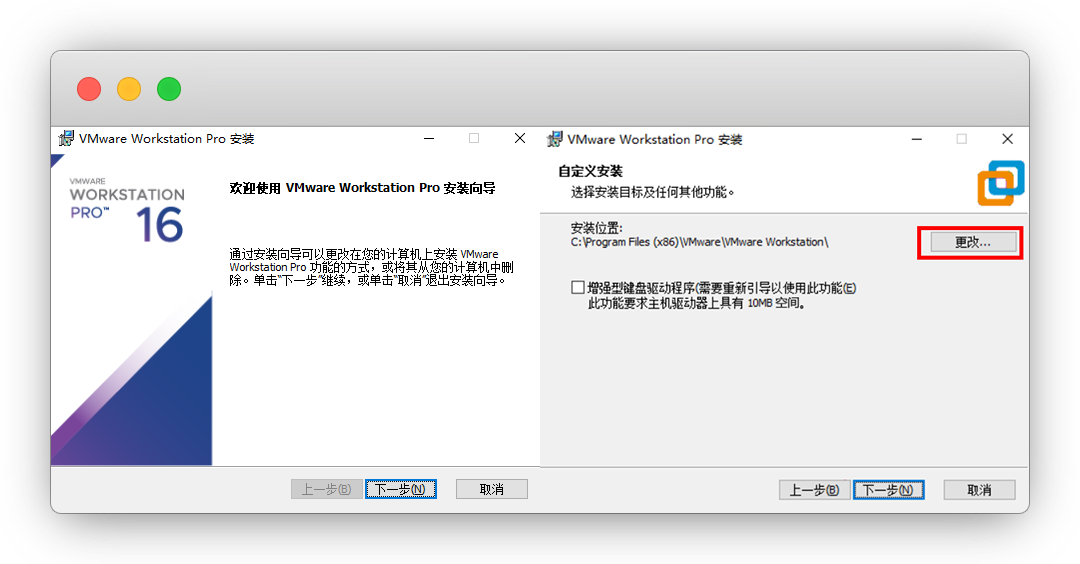 VMware Workstation Pro 安装
VMWARE
WORKSTATION
PRO™ 16
欢迎使用 VMware Workstation Pro 安装向导
通过安装向导可以更改在您的计算机上安装 VMware
Workstation Pro 功能的方式，或将其从您的计算机中删
除。单击“下一步”继续，或单击“取消”退出安装向导。
上一步(B)
下一步(N)
取消
VMware Workstation Pro 安装
自定义安装
选择安装目标及任何其他功能。
安装位置:
C:\Program Files (x86)\VMware\VMware Workstation\
更改...
增强型键盘驱动程序(需要重新引导以使用此功能(E)
此功能要求主机驱动器上具有 10MB 空间。
上一步(B)
下一步(N)
取消